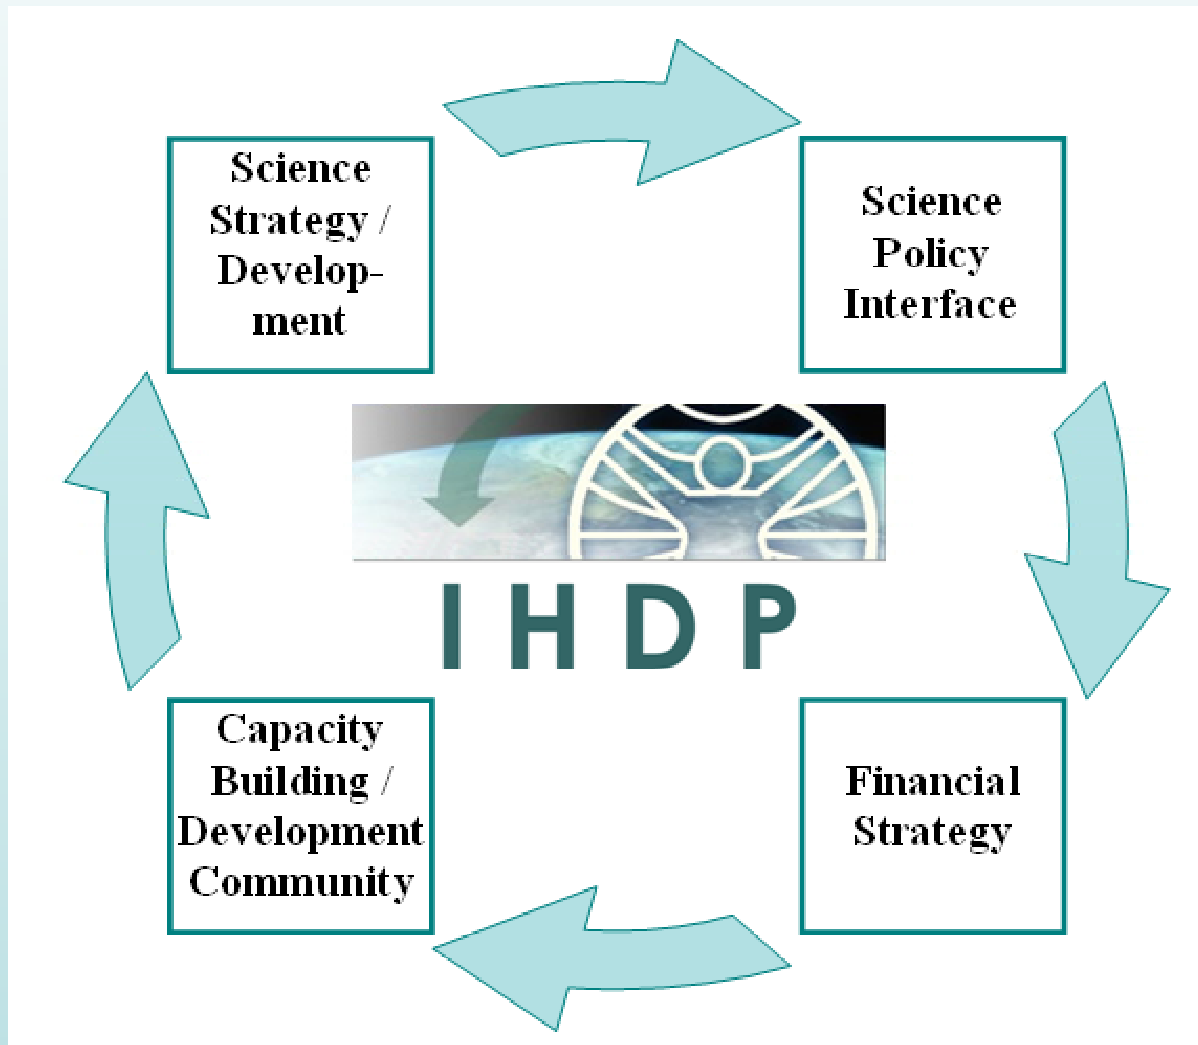 Science
Strategy /
Develop-
ment
Science
Policy
Interface
IHDP
Capacity
Building /
Development
Community
Financial
Strategy